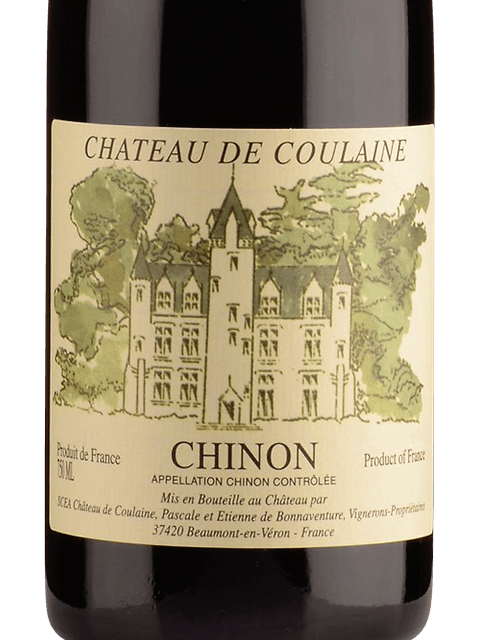 CHATEAU DE COULAINE
Produit de France
750 ML
CHINON
Product of France
APPELLATION CHINON CONTRÔLÉE
Mis en Bouteille au Château par
SCEA Château de Coulaine, Pascale et Etienne de Bonnaventure, Vignerons-Propriétaires
37420 Beaumont-en-Véron - France